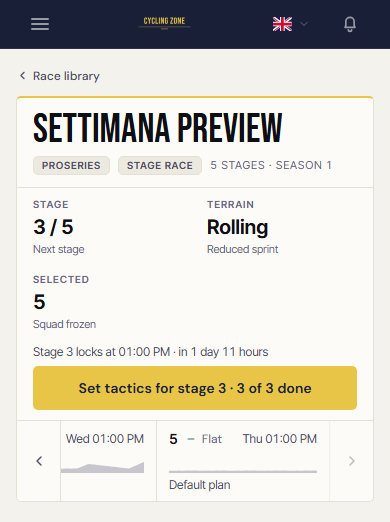 CYCLING ZONE
Race library
SETTIMANA PREVIEW
PROSERIES STAGE RACE 5 STAGES · SEASON 1
STAGE TERRAIN
3 / 5 Rolling
Next stage Reduced sprint
SELECTED
5
Squad frozen
Stage 3 locks at 01:00 PM · in 1 day 11 hours
Set tactics for stage 3 · 3 of 3 done
Wed 01:00 PM 5 – Flat Thu 01:00 PM
Default plan